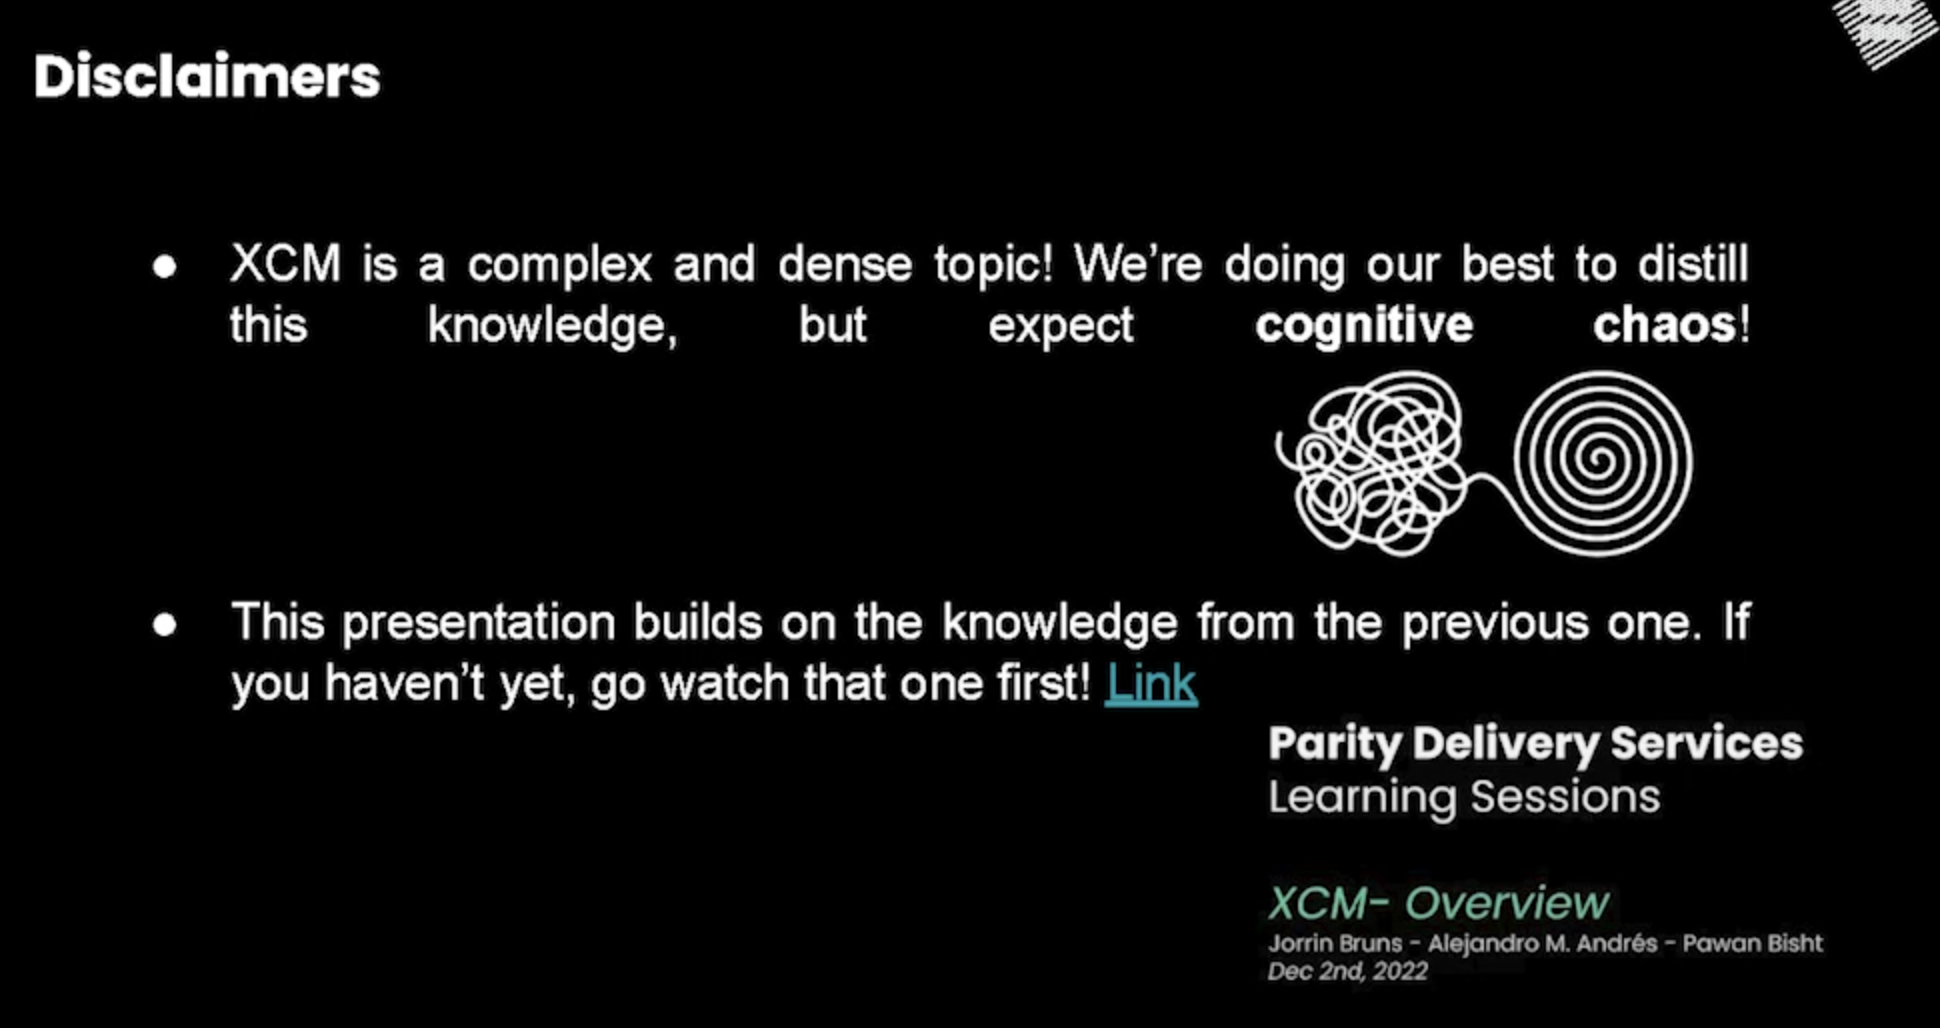 Disclaimers
● XCM is a complex and dense topic! We’re doing our best to distill
this knowledge, but expect cognitive chaos!
● This presentation builds on the knowledge from the previous one. If
you haven’t yet, go watch that one first! Link
Parity Delivery Services
Learning Sessions
XCM- Overview
Jorrin Bruns - Alejandro M. Andrés - Pawan Bisht
Dec 2nd, 2022